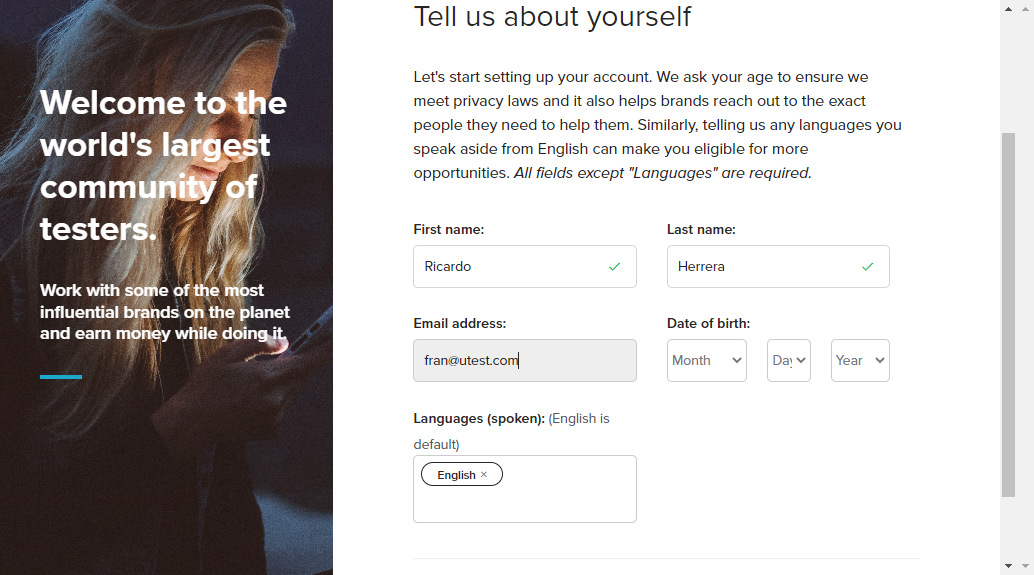 Welcome to the
world's largest
community of
testers.
Work with some of the most
influential brands on the planet
and earn money while doing it.
Tell us about yourself
Let's start setting up your account. We ask your age to ensure we
meet privacy laws and it also helps brands reach out to the exact
people they need to help them. Similarly, telling us any languages you
speak aside from English can make you eligible for more
opportunities. All fields except "Languages" are required.
First name: Last name:
Ricardo Herrera
Email address: Date of birth:
fran@utest.com Month Day Year
Languages (spoken): (English is
default)
English ×